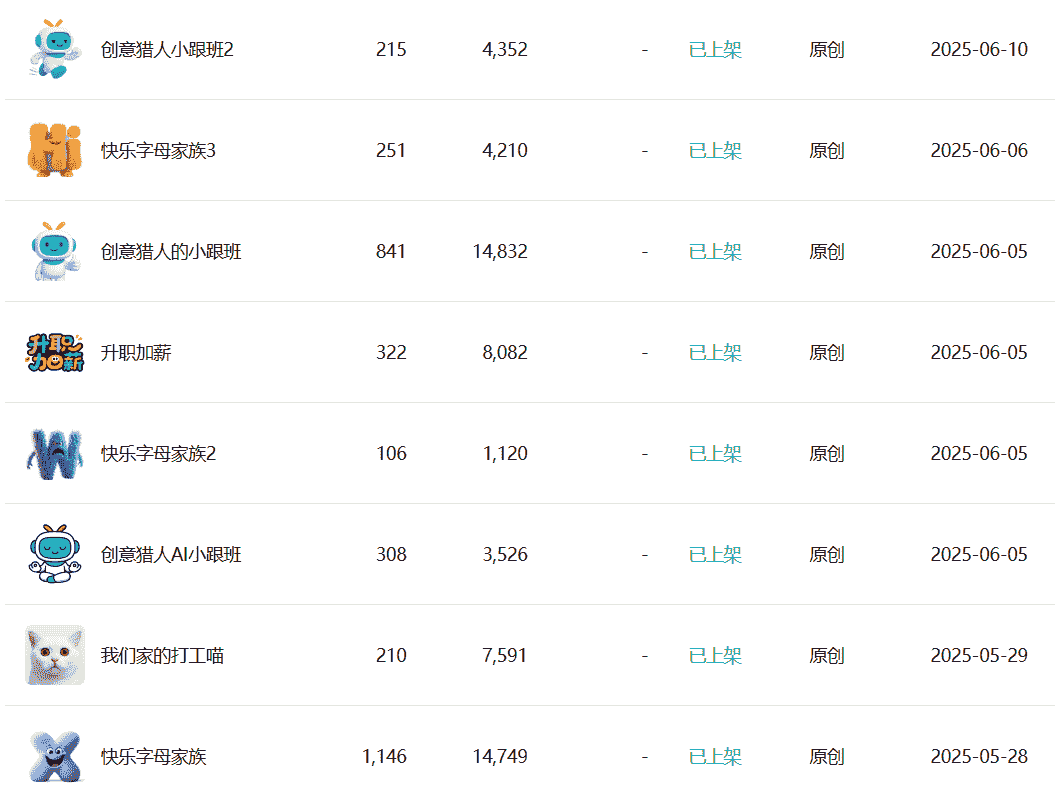 创意猎人小跟班2 215 4,352 - 已上架 原创 2025-06-10
Hi
快乐字母家族3 251 4,210 - 已上架 原创 2025-06-06
创意猎人的小跟班 841 14,832 - 已上架 原创 2025-06-05
升职
加薪
升职加薪 322 8,082 - 已上架 原创 2025-06-05
W
快乐字母家族2 106 1,120 - 已上架 原创 2025-06-05
创意猎人AI小跟班 308 3,526 - 已上架 原创 2025-06-05
我们家的打工喵 210 7,591 - 已上架 原创 2025-05-29
X
快乐字母家族 1,146 14,749 - 已上架 原创 2025-05-28